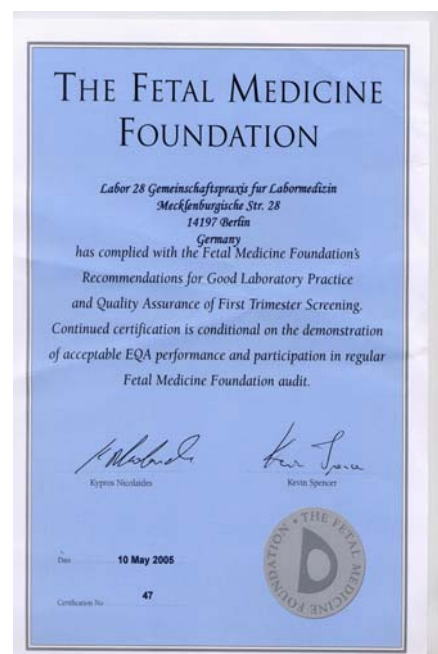 THE FETAL MEDICINE
FOUNDATION
Labor 28 Gemeinschaftspraxis fur Labormedizin
Mecklenburgische Str. 28
14197 Berlin
Germany
has complied with the Fetal Medicine Foundation's
Recommendations for Good Laboratory Practice
and Quality Assurance of First Trimester Screening.
Continued certification is conditional on the demonstration
of acceptable EQA performance and participation in regular
Fetal Medicine Foundation audit.
Kypros Nicolaides Kevin Spencer
Date 10 May 2005
Certification No 47
THE FETAL MEDICINE FOUNDATION